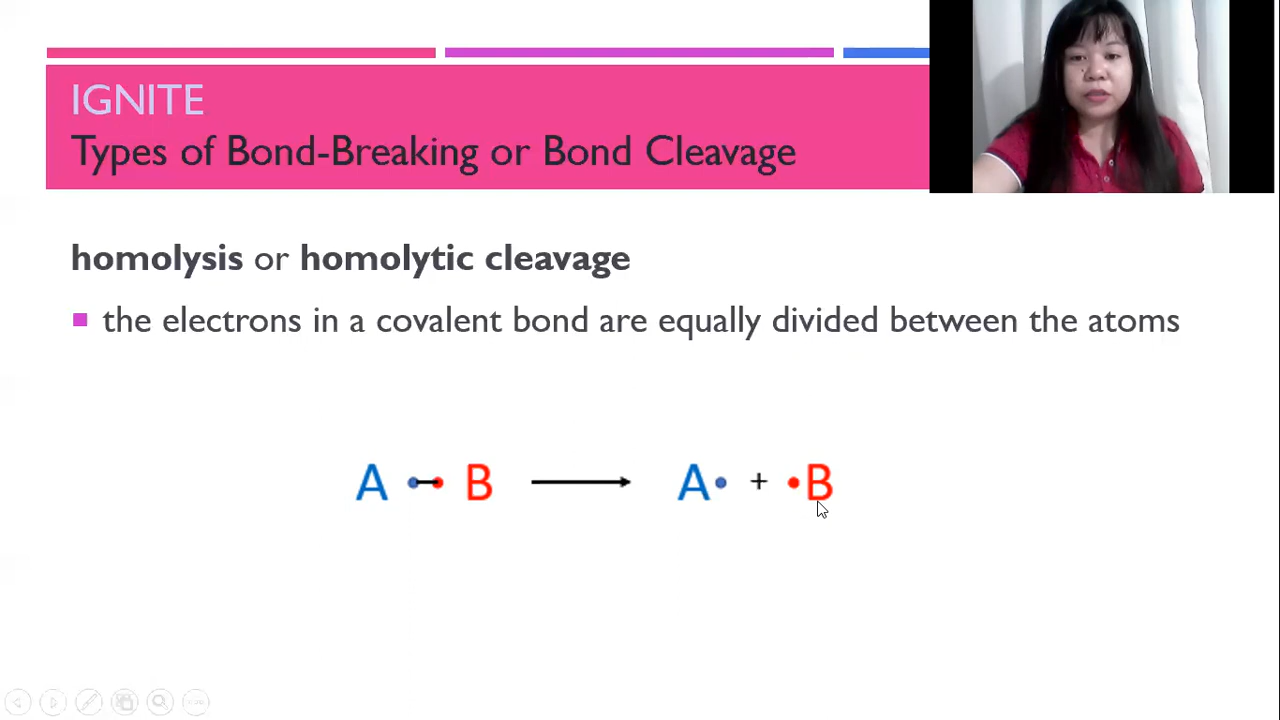 IGNITE
Types of Bond-Breaking or Bond Cleavage
homolysis or homolytic cleavage
the electrons in a covalent bond are equally divided between the atoms
A B A + B